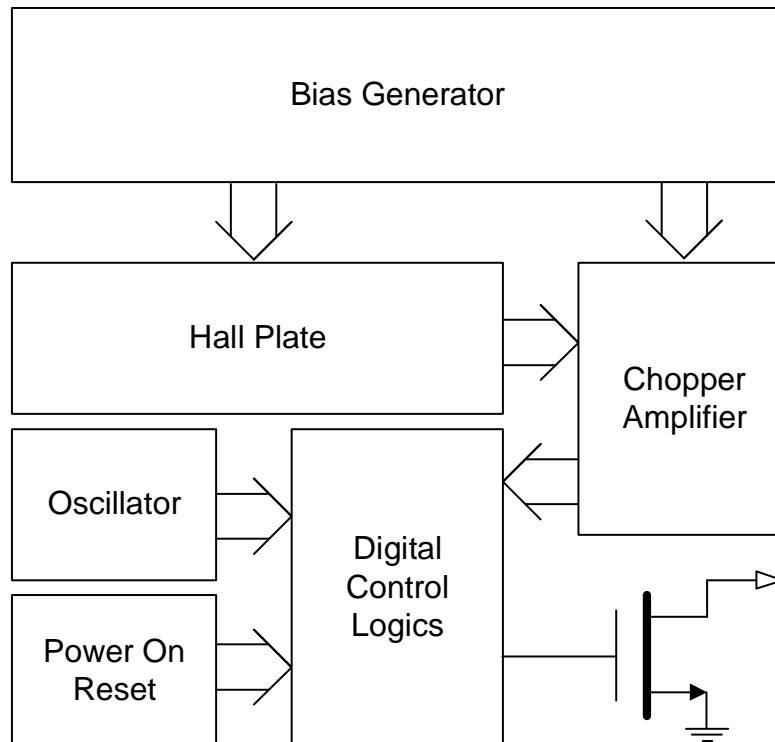 Bias Generator
Hall Plate
Chopper
Amplifier
Oscillator
Digital
Control
Logics
Power On
Reset